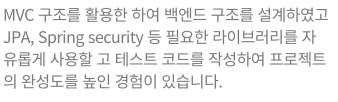 MVC 구조를 활용한 하여 백엔드 구조를 설계하였고
JPA, Spring security 등 필요한 라이브러리를 자
유롭게 사용할 고 테스트 코드를 작성하여 프로젝트
의 완성도를 높인 경험이 있습니다.